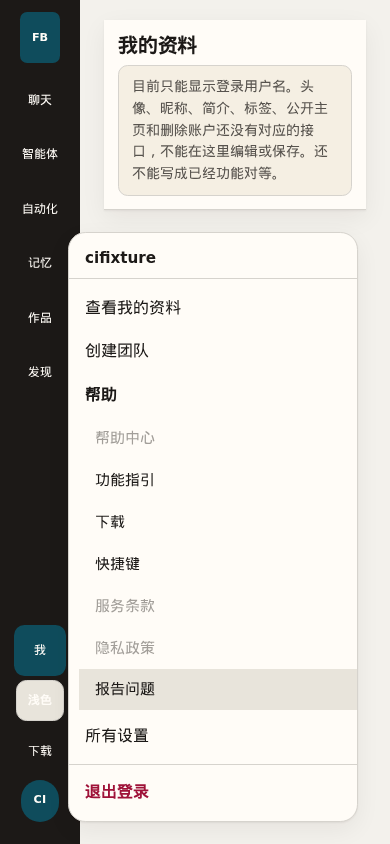 FB
聊天
智能体
自动化
记忆
作品
发现
我
浅色
下载
CI
我的资料
目前只能显示登录用户名。头
像、昵称、简介、标签、公开主
页和删除账户还没有对应的接
口，不能在这里编辑或保存。还
不能写成已经功能对等。
cifixture
查看我的资料
创建团队
帮助
帮助中心
功能指引
下载
快捷键
服务条款
隐私政策
报告问题
所有设置
退出登录